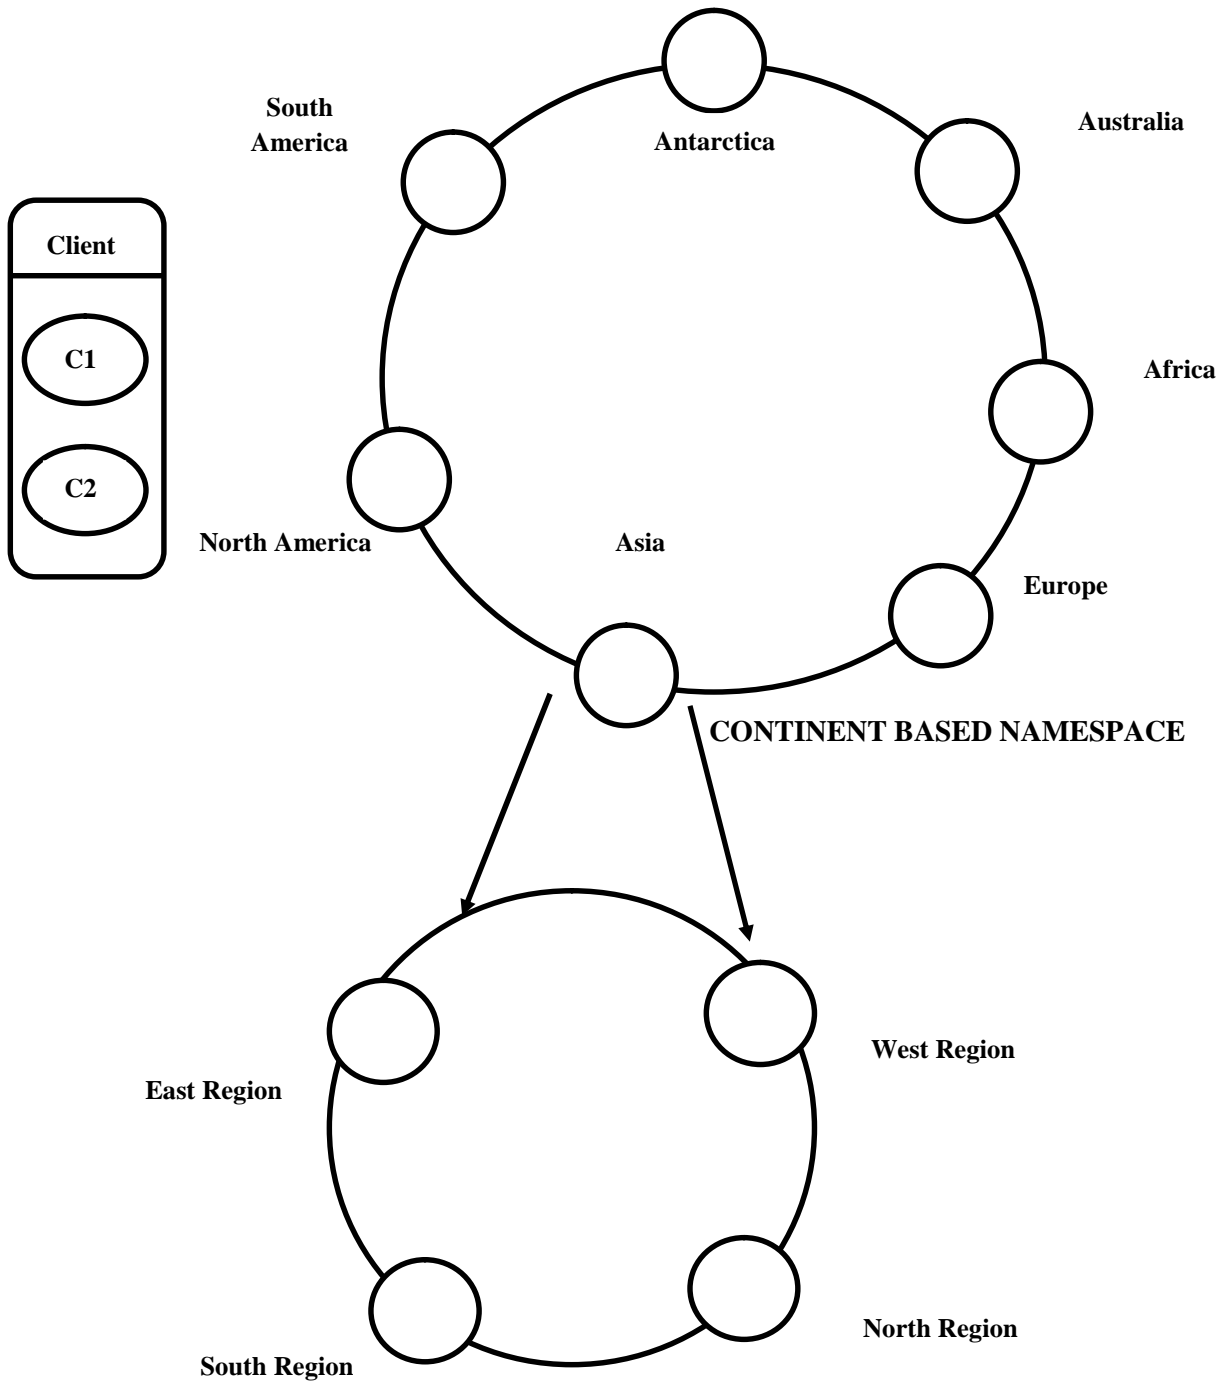 South
America
Antarctica
Australia
Client
C1
C2
Africa
North America
Asia
Europe
CONTINENT BASED NAMESPACE
West Region
East Region
North Region
South Region